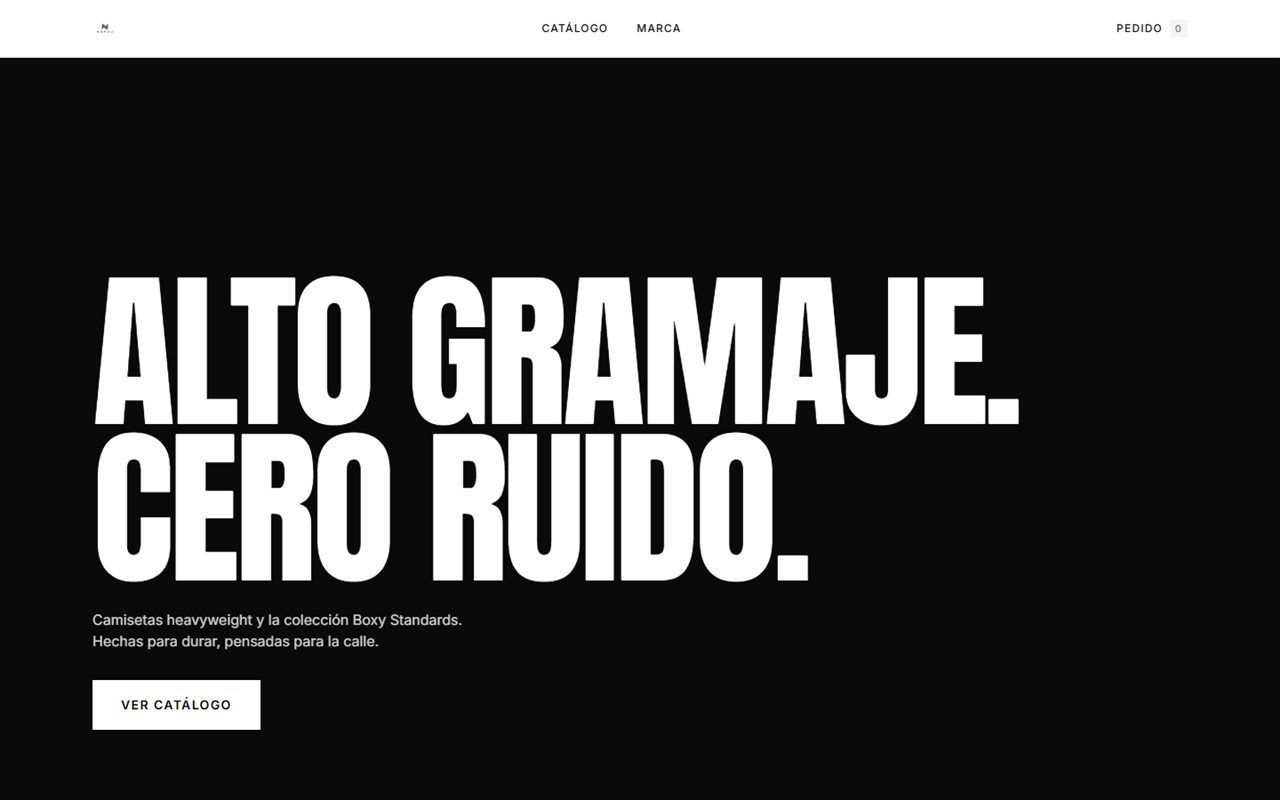 CATÁLOGO
MARCA
PEDIDO 0
ALTO GRAMAJE.
CERO RUIDO.
Camisetas heavyweight y la colección Boxy Standards.
Hechas para durar, pensadas para la calle.
VER CATÁLOGO